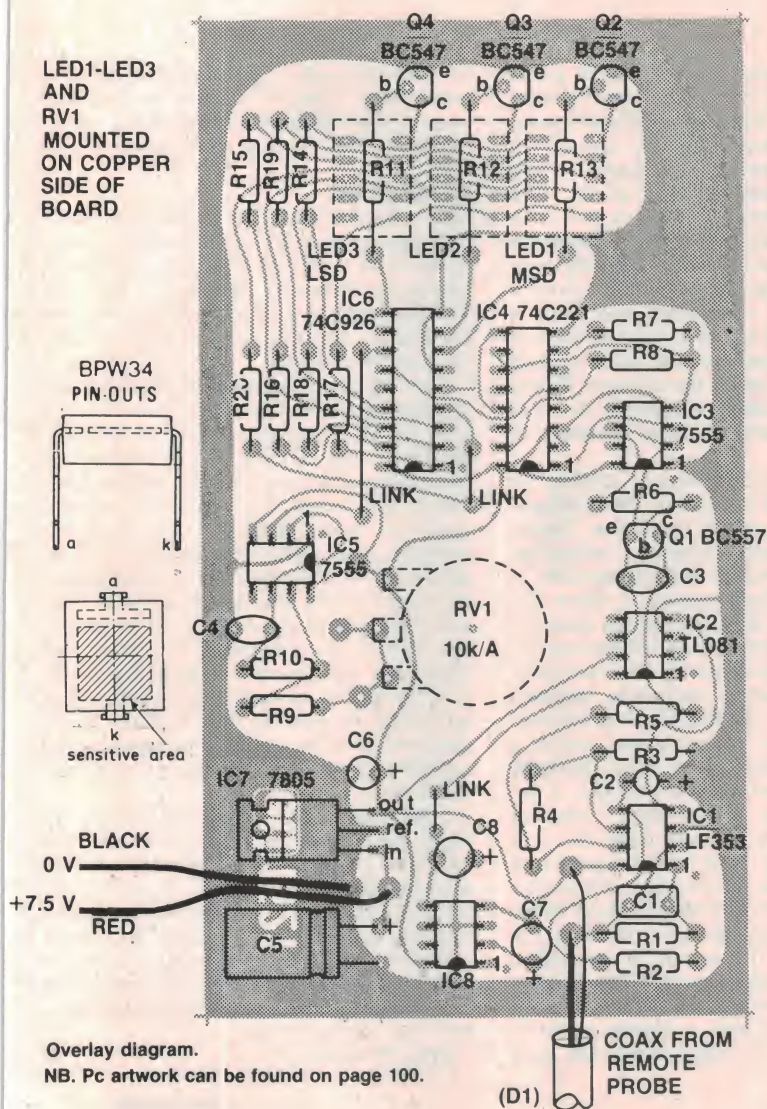 Q4
Q3
Q2
BC547
BC547
BC547
LED1-LED3
AND
RV1
MOUNTED
ON COPPER
SIDE OF
BOARD
b
e
c
b
e
c
b
e
c
R15
R19
R14
R11
R12
R13
LED3
LSD
LED2
LED1
MSD
IC6
74C926
IC4 74C221
R7
R8
BPW34
PIN-OUTS
a
k
R20
R16
R18
R17
1
1
IC3
7555
1
LINK
LINK
R6
e
c
b
Q1 BC557
1
IC5
7555
C3
a
k
sensitive area
C4
RV1
10k/A
IC2
TL081
1
R10
R9
R5
C6
+
R3
IC7 7805
out
ref.
in
LINK
C2
+
R4
C8
+
IC1
LF353
1
BLACK
0 V
+7.5 V
RED
C1
C5
+
C7
+
R1
R2
IC8
1
Overlay diagram.
NB. Pc artwork can be found on page 100.
(D1)
COAX FROM
REMOTE
PROBE